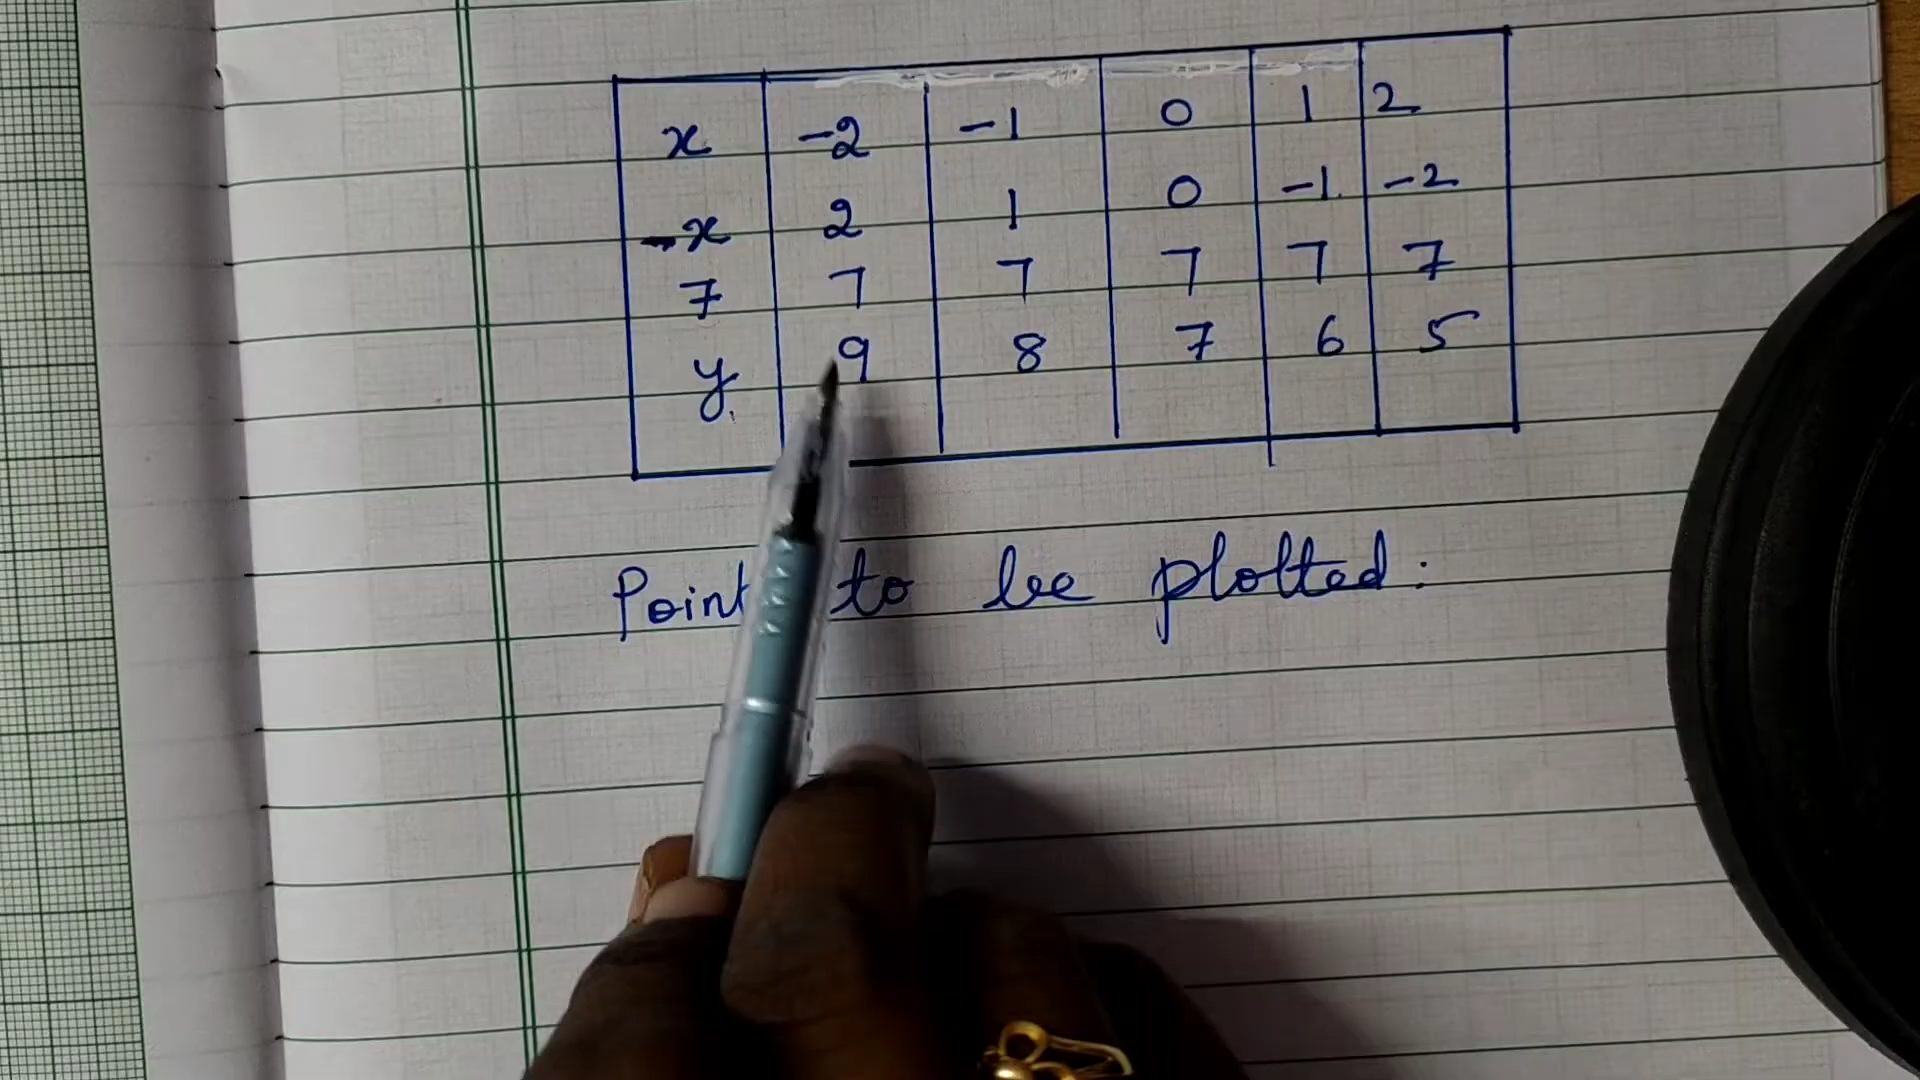 x -2 -1 0 1 2
-x 2 1 0 -1 -2
7 7 7 7 7 7
y 9 8 7 6 5
Point to be plotted: